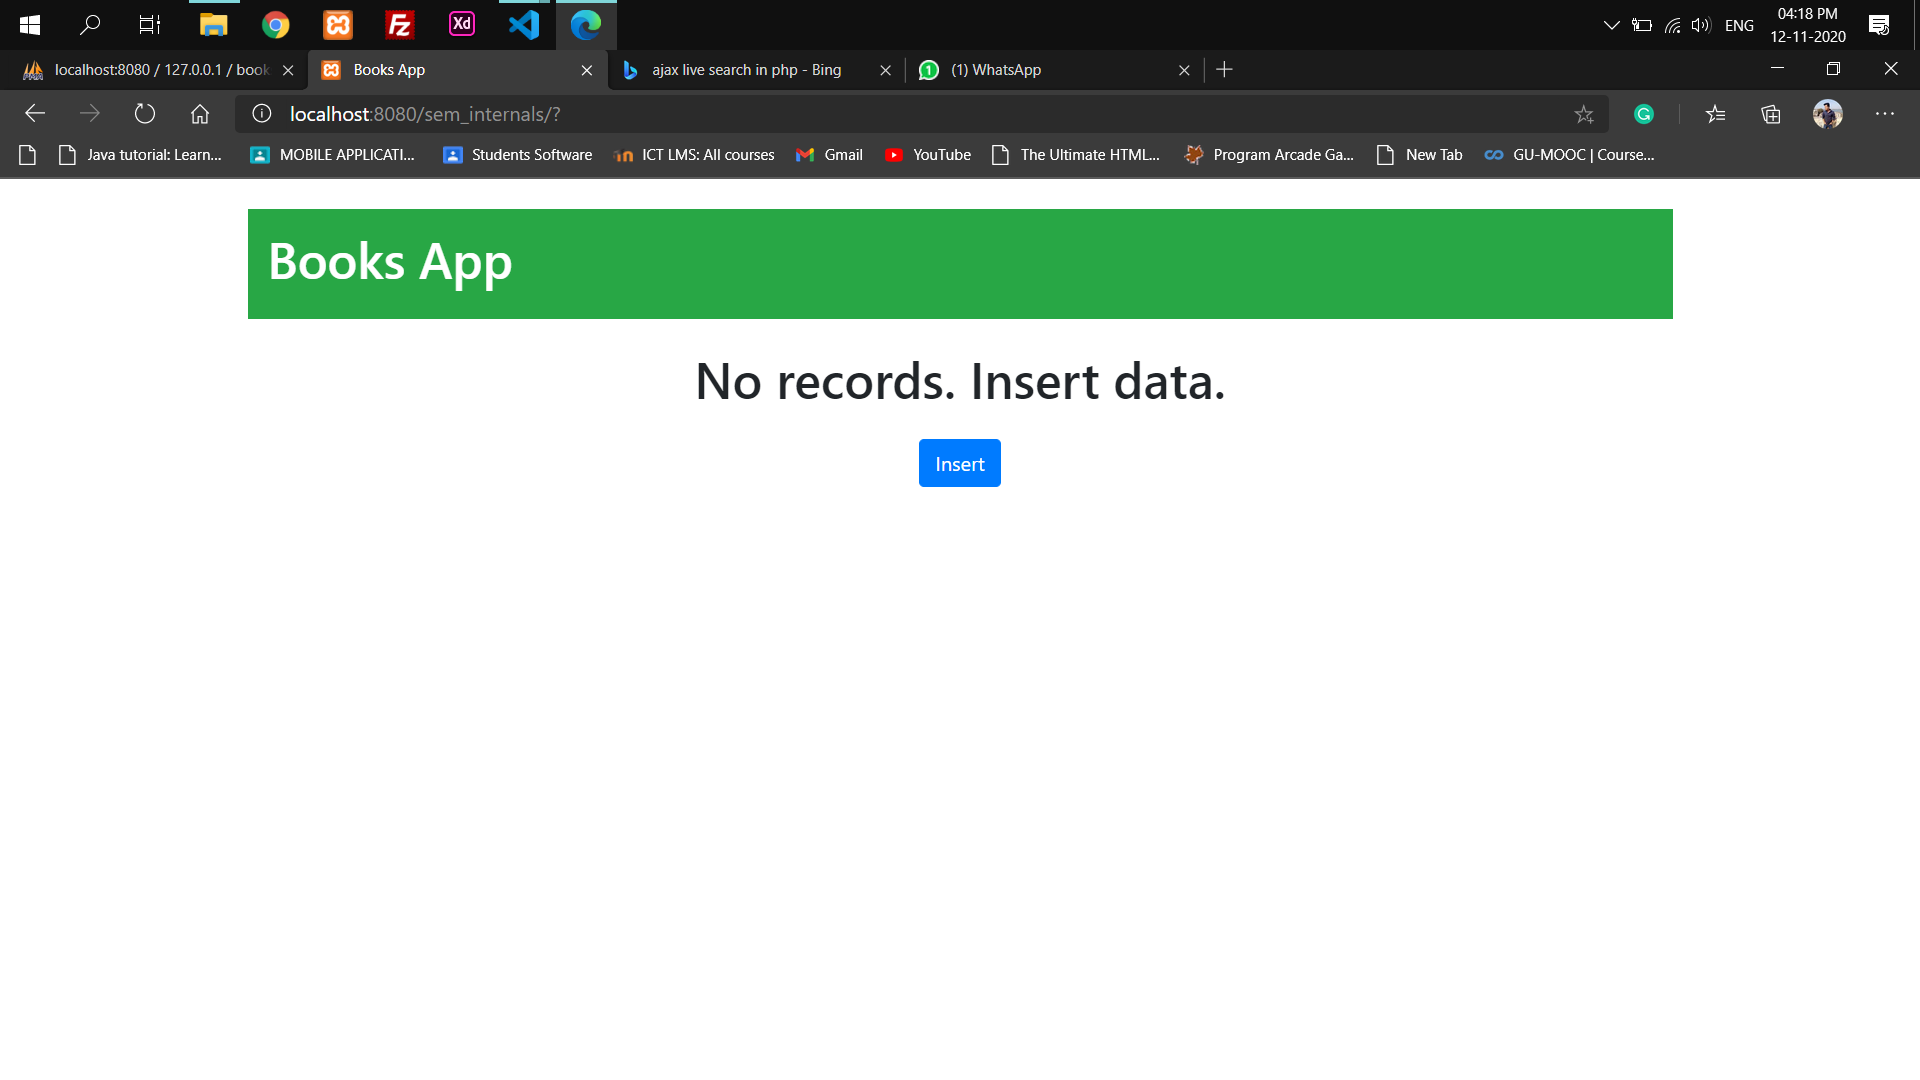 Xd
ENG
04:18 PM
12-11-2020
localhost:8080 / 127.0.0.1 / book
Books App
ajax live search in php - Bing
(1) WhatsApp
localhost:8080/sem_internals/?
Java tutorial: Learn...
MOBILE APPLICATI...
Students Software
ICT LMS: All courses
Gmail
YouTube
The Ultimate HTML...
Program Arcade Ga...
New Tab
GU-MOOC | Course...
Books App
No records. Insert data.
Insert